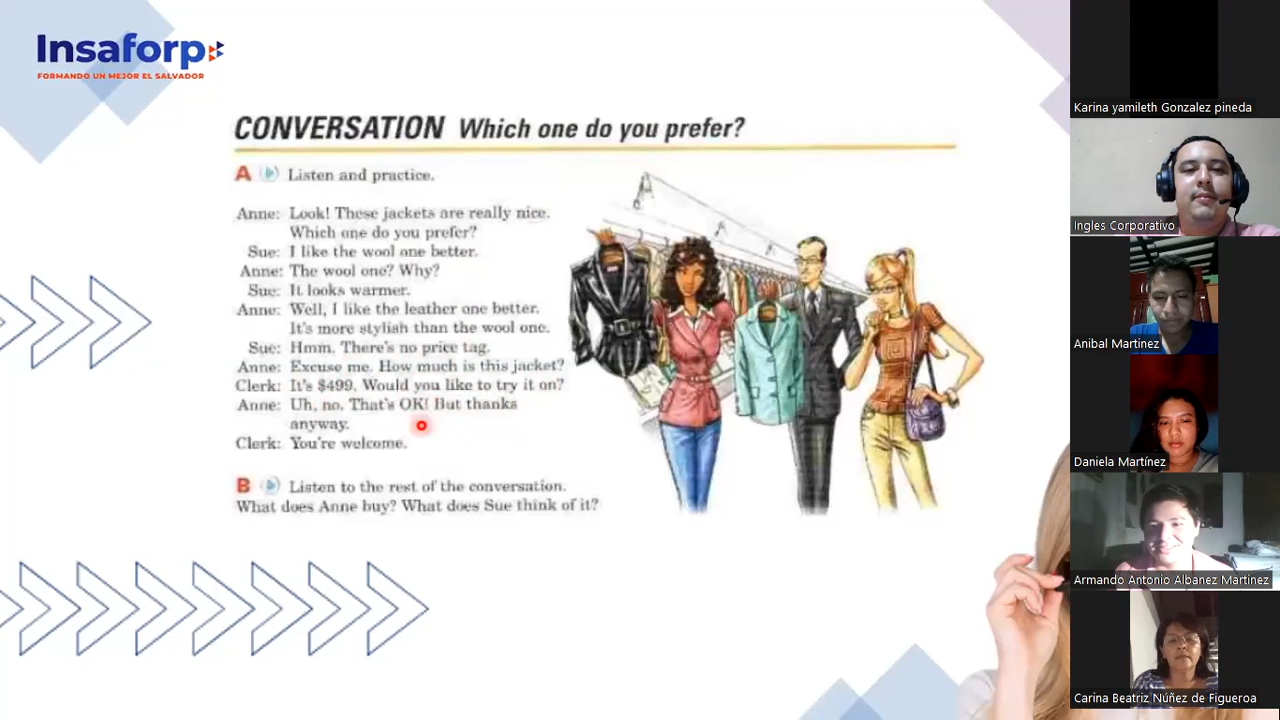 Insaforp
FORMANDO UN MEJOR EL SALVADOR
CONVERSATION Which one do you prefer?
A Listen and practice.
Anne: Look! These jackets are really nice.
Which one do you prefer?
Sue: I like the wool one better.
Anne: The wool one? Why?
Sue: It looks warmer.
Anne: Well, I like the leather one better.
It's more stylish than the wool one.
Sue: Hmm. There's no price tag.
Anne: Excuse me. How much is this jacket?
Clerk: It's $499. Would you like to try it on?
Anne: Uh, no. That's OK! But thanks
anyway.
Clerk: You're welcome.
B Listen to the rest of the conversation.
What does Anne buy? What does Sue think of it?
Karina yamileth Gonzalez pineda
Ingles Corporativo
Anibal Martinez
Daniela Martínez
Armando Antonio Albanez Martinez
Carina Beatriz Núñez de Figueroa